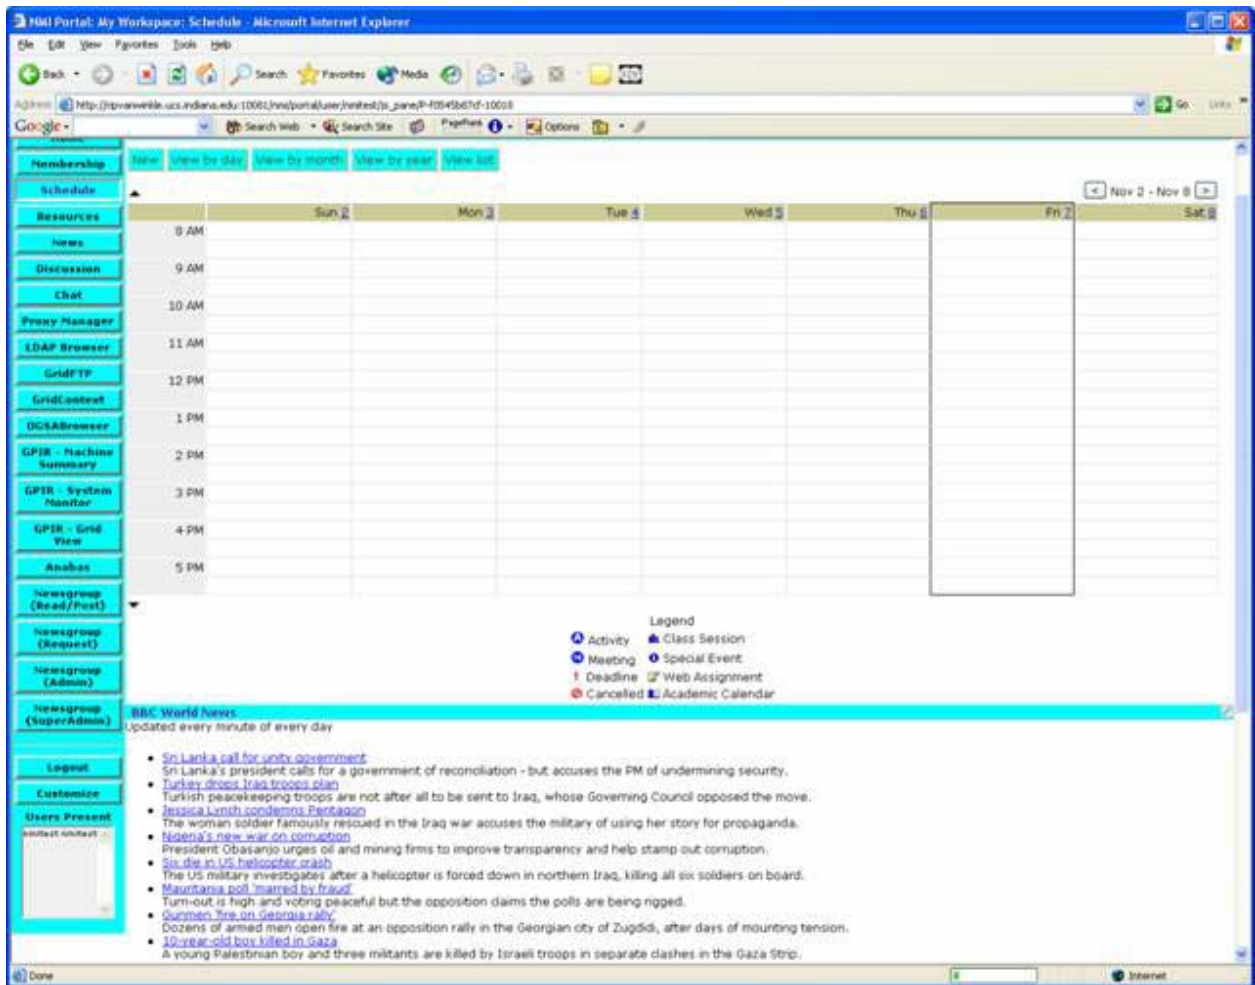 NMI Portal: My Workspace: Schedule - Microsoft Internet Explorer
File Edit View Favorites Tools Help
Back Search Favorites Media
Address Go Links
Google Search Web Search Site PageRank Options
Membership
Schedule
Resources
News
Discussion
Chat
Proxy Manager
LDAP Browser
GridFTP
GridContext
OGSABrowser
GPIR - Machine
Summary
GPIR - System
Monitor
GPIR - Grid
View
Anabas
Newsgroup
(Read/Post)
Newsgroup
(Request)
Newsgroup
(Admin)
Newsgroup
(SuperAdmin)
Logout
Customize
Users Present
nmitest nmitest
New View by day View by month View by year View list
< Nov 2 - Nov 8 >
Sun 2 Mon 3 Tue 4 Wed 5 Thu 6 Fri 7 Sat 8
8 AM
9 AM
10 AM
11 AM
12 PM
1 PM
2 PM
3 PM
4 PM
5 PM
Legend
Activity Class Session
Meeting Special Event
Deadline Web Assignment
Cancelled Academic Calendar
BBC World News
Updated every minute of every day
Sri Lanka call for unity government
Sri Lanka's president calls for a government of reconciliation - but accuses the PM of undermining security.
Turkey drops Iraq troops plan
Turkish peacekeeping troops are not after all to be sent to Iraq, whose Governing Council opposed the move.
Jessica Lynch condemns Pentagon
The woman soldier famously rescued in the Iraq war accuses the military of using her story for propaganda.
Nigeria's new war on corruption
President Obasanjo urges oil and mining firms to improve transparency and help stamp out corruption.
Six die in US helicopter crash
The US military investigates after a helicopter is forced down in northern Iraq, killing all six soldiers on board.
Mauritania poll 'marred by fraud'
Turn-out is high and voting peaceful but the opposition claims the polls are being rigged.
Gunmen 'fire on Georgia rally'
Dozens of armed men open fire at an opposition rally in the Georgian city of Zugdidi, after days of mounting tension.
10-year-old boy killed in Gaza
A young Palestinian boy and three militants are killed by Israeli troops in separate clashes in the Gaza Strip.
Done Internet